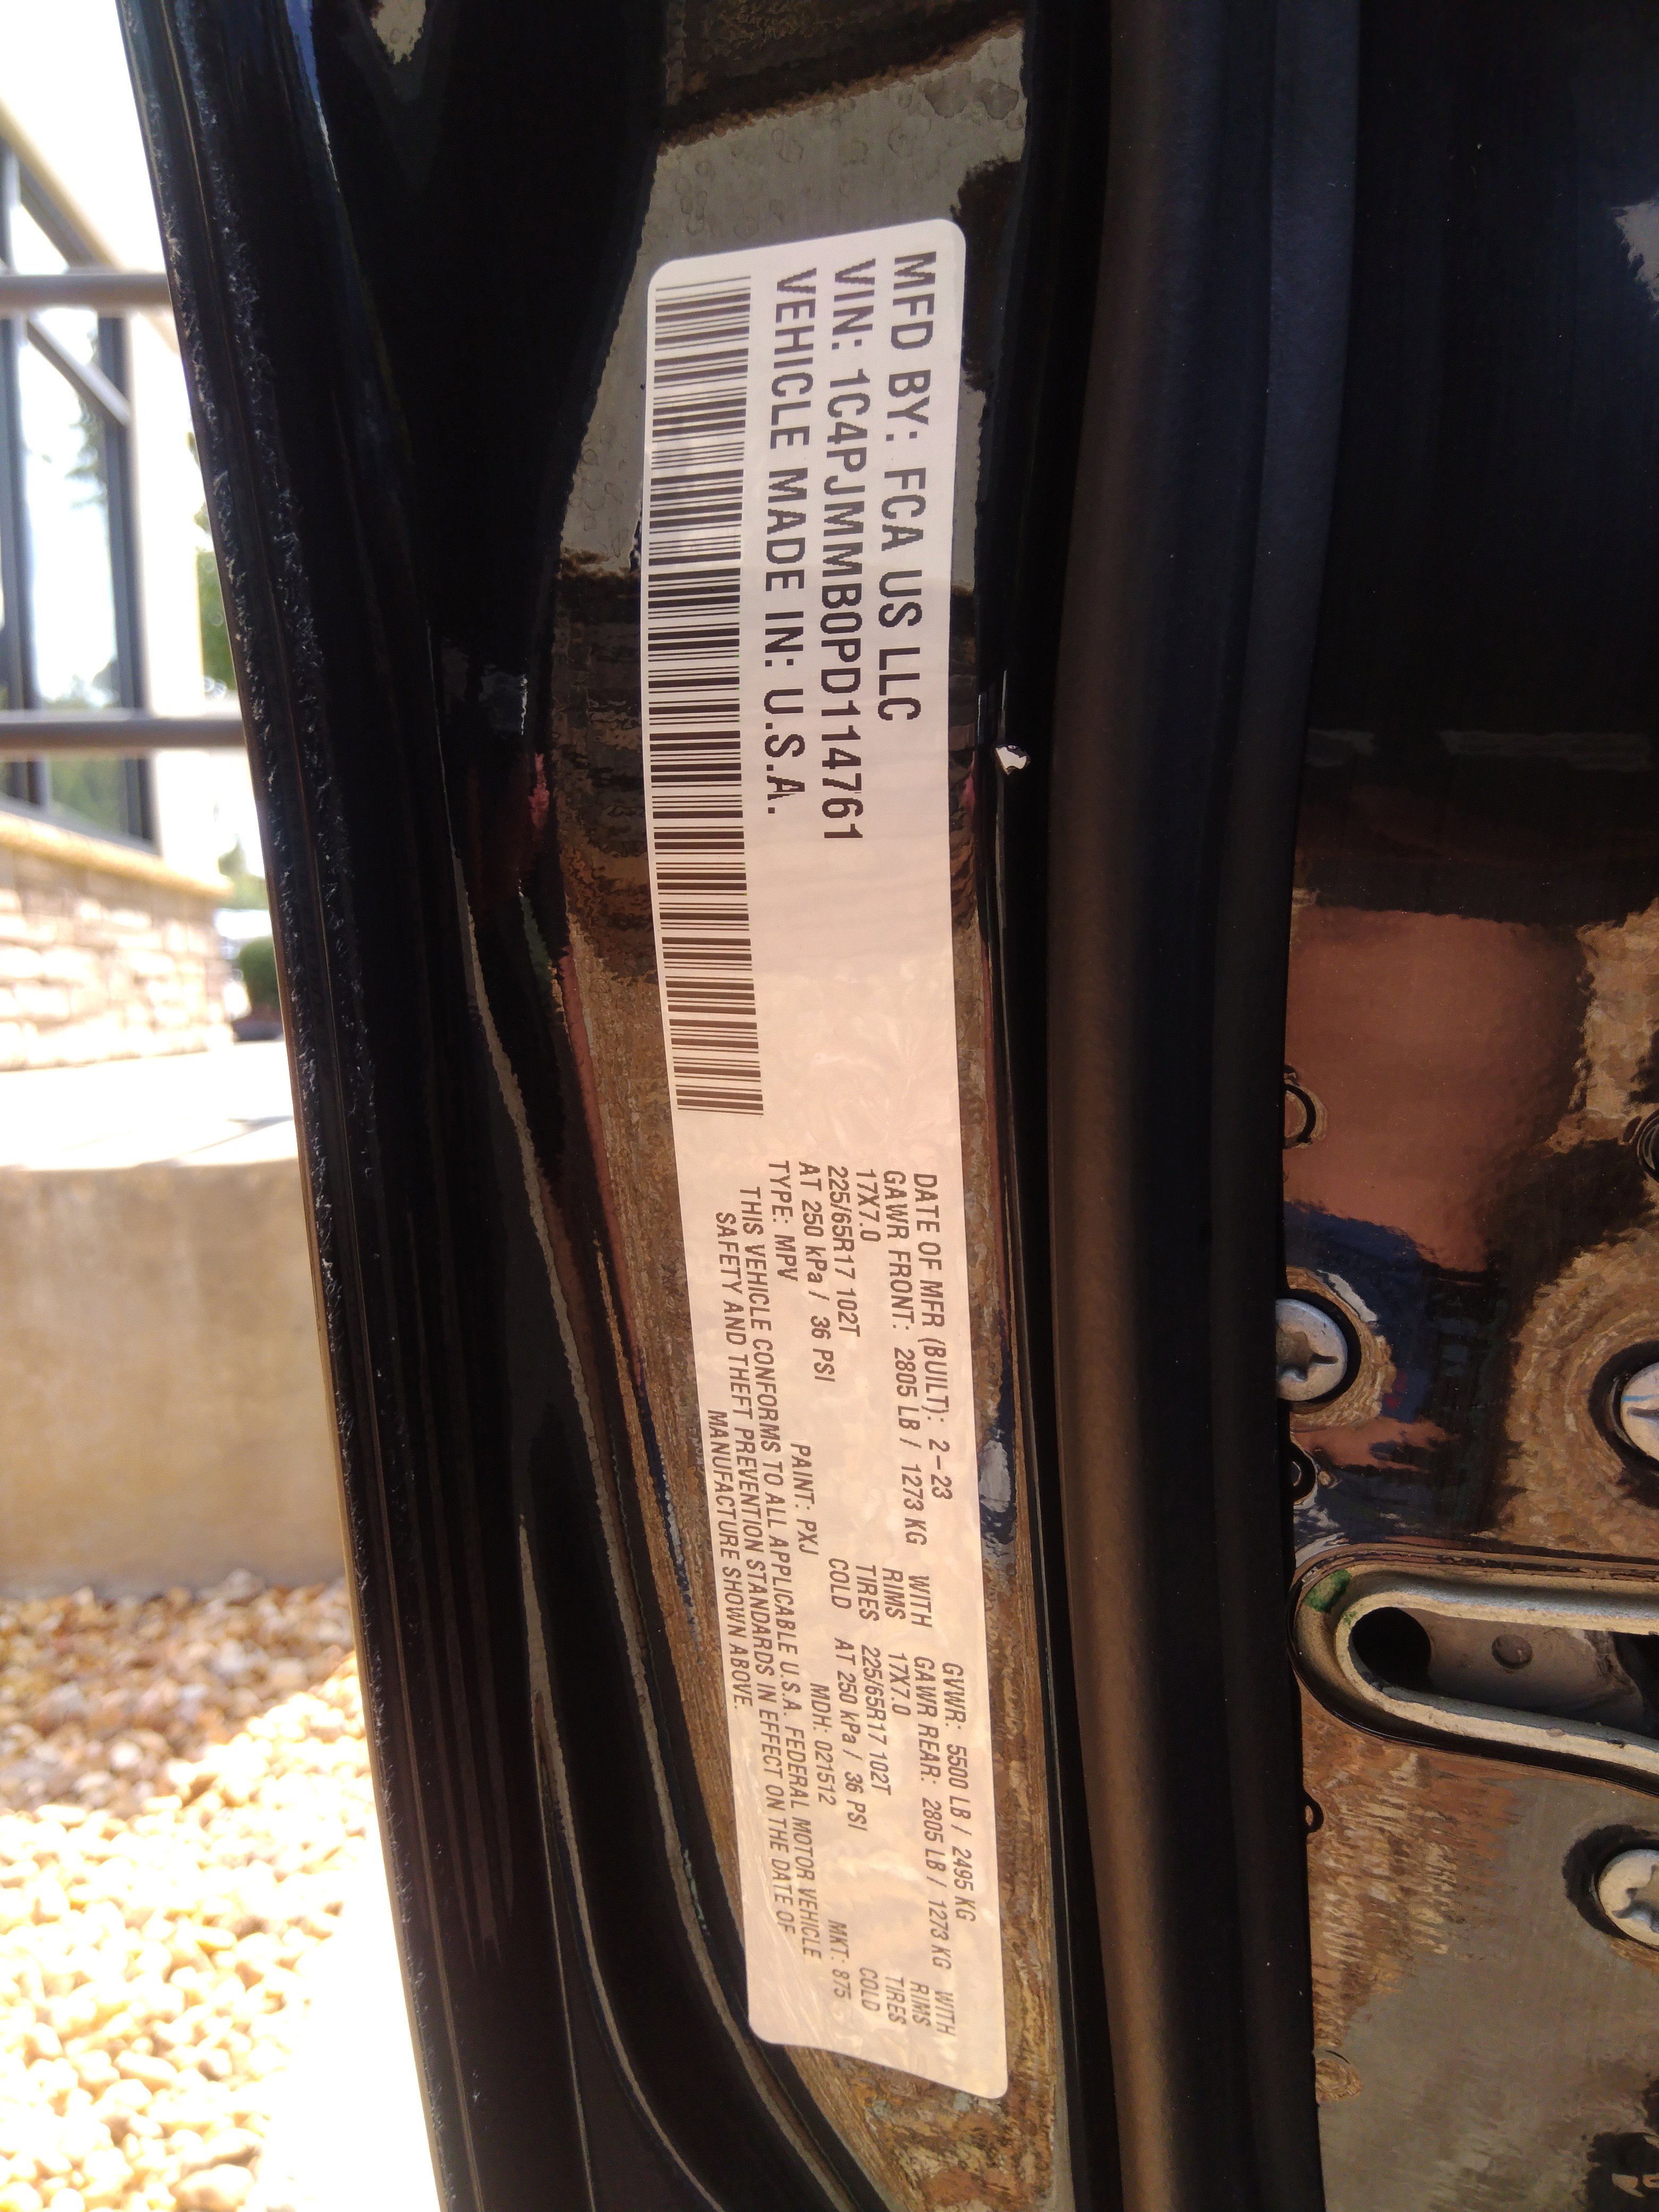 MFD BY: FCA US LLC
VIN: 1C4PJMMB0PD114761
VEHICLE MADE IN: U.S.A.
DATE OF MFR (BUILT): 2-23 GVWR: 5500 LB / 2495 KG
GAWR FRONT: 2805 LB / 1273 KG WITH GAWR REAR: 2805 LB / 1273 KG WITH
17X7.0 RIMS 17X7.0 RIMS
225/65R17 102T TIRES 225/65R17 102T TIRES
AT 250 kPa / 36 PSI COLD AT 250 kPa / 36 PSI COLD
TYPE: MPV PAINT: PXJ MDH: 021512 MKT: 875
THIS VEHICLE CONFORMS TO ALL APPLICABLE U.S.A. FEDERAL MOTOR VEHICLE
SAFETY AND THEFT PREVENTION STANDARDS IN EFFECT ON THE DATE OF
MANUFACTURE SHOWN ABOVE.